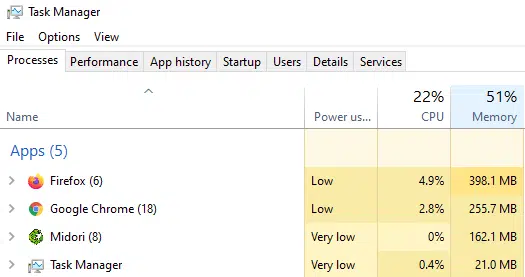 Task Manager
File Options View
Processes Performance App history Startup Users Details Services
22% 51%
Name Power us... CPU Memory
Apps (5)
Firefox (6) Low 4.9% 398.1 MB
Google Chrome (18) Low 2.8% 255.7 MB
Midori (8) Very low 0% 162.1 MB
Task Manager Very low 0.4% 21.0 MB